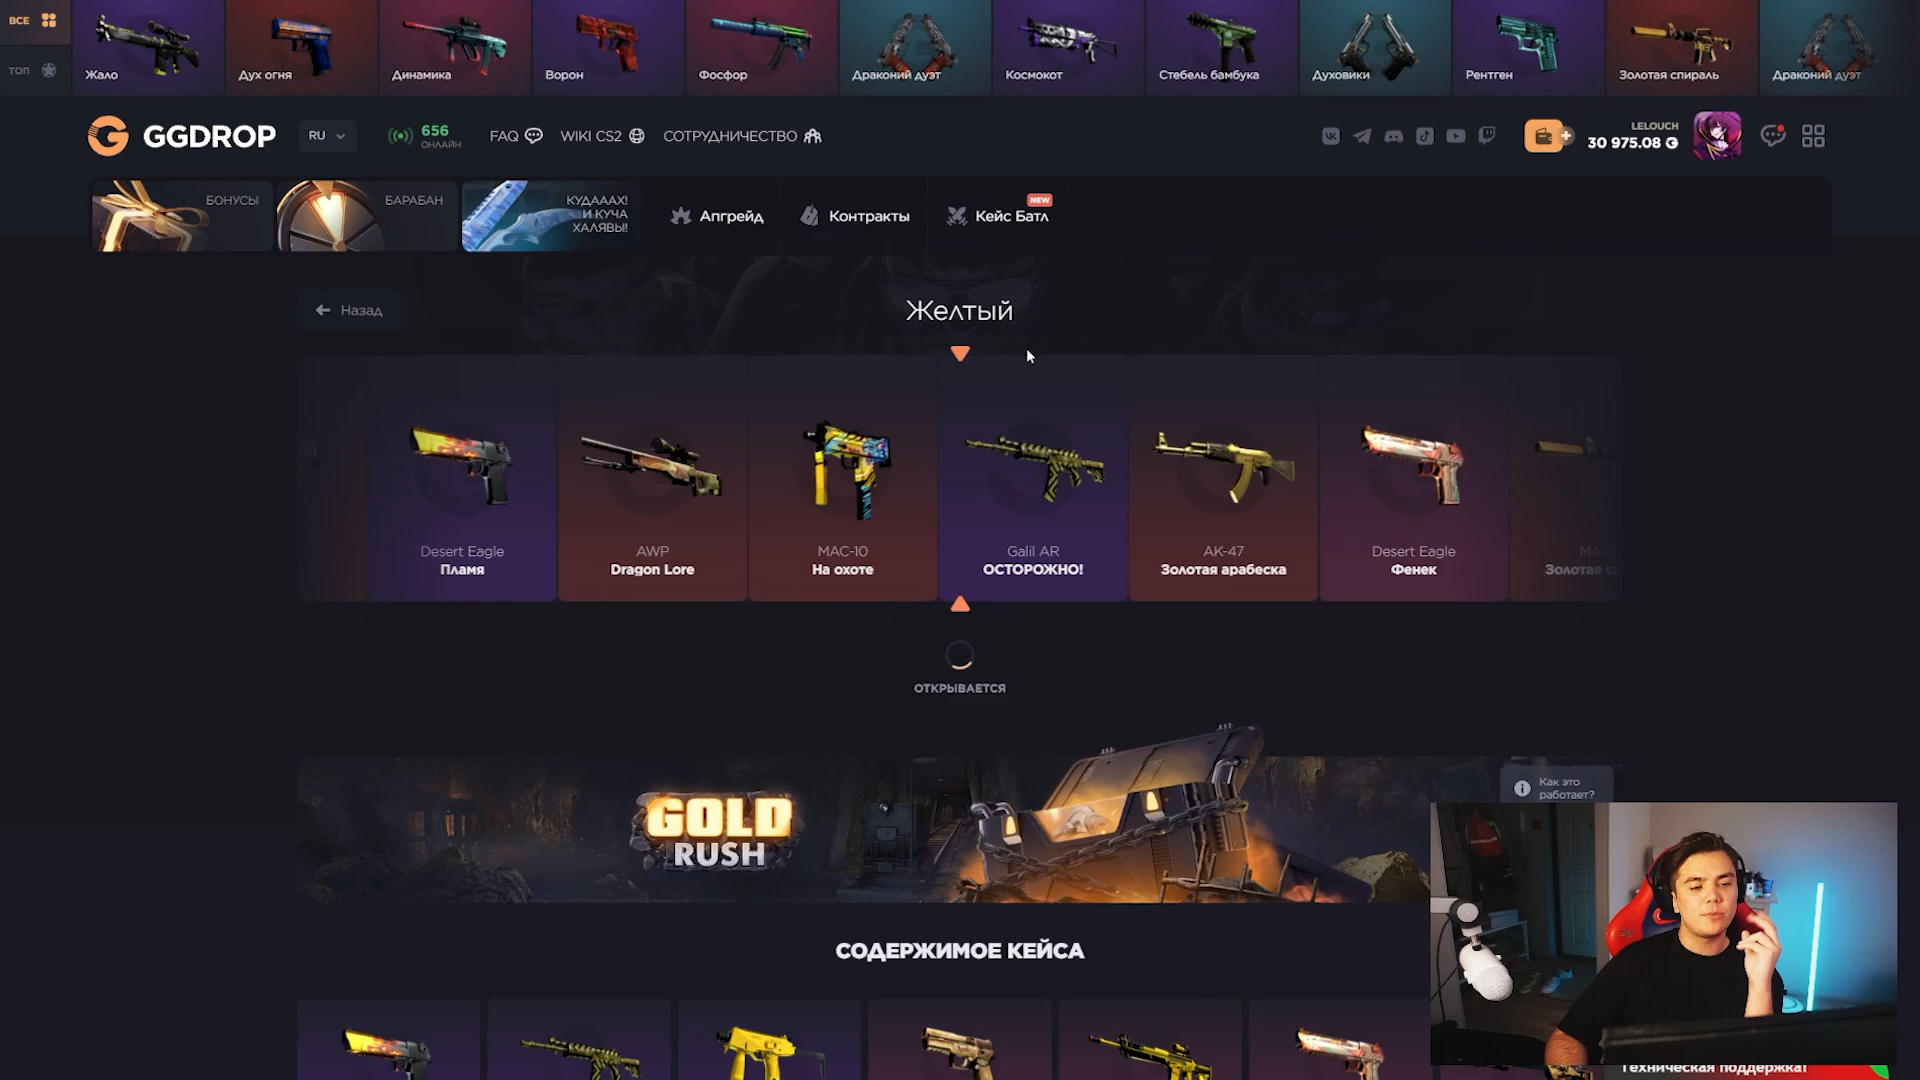 ВСЕ
ТОП
Жало
Дух огня
Динамика
Ворон
Фосфор
Драконий дуэт
Космокот
Стебель бамбука
Духовики
Рентген
Золотая спираль
Драконий дуэт
GGDROP
RU
656
ОНЛАЙН
FAQ
WIKI CS2
СОТРУДНИЧЕСТВО
LELOUCH
30 975.08 G
БОНУСЫ
БАРАБАН
КУДАААХ!
И КУЧА
ХАЛЯВЫ!
Апгрейд
Контракты
Кейс Батл
NEW
Назад
Желтый
Desert Eagle
Пламя
AWP
Dragon Lore
MAC-10
На охоте
Galil AR
ОСТОРОЖНО!
AK-47
Золотая арабеска
Desert Eagle
Фенек
Золотая
ОТКРЫВАЕТСЯ
GOLD
RUSH
Как это
работает?
СОДЕРЖИМОЕ КЕЙСА
Техническая поддержка!